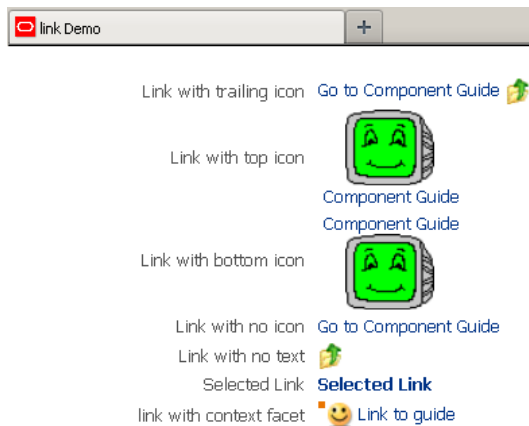 link Demo
Link with trailing icon Go to Component Guide
Link with top icon
Component Guide
Component Guide
Link with bottom icon
Link with no icon Go to Component Guide
Link with no text
Selected Link Selected Link
link with context facet Link to guide